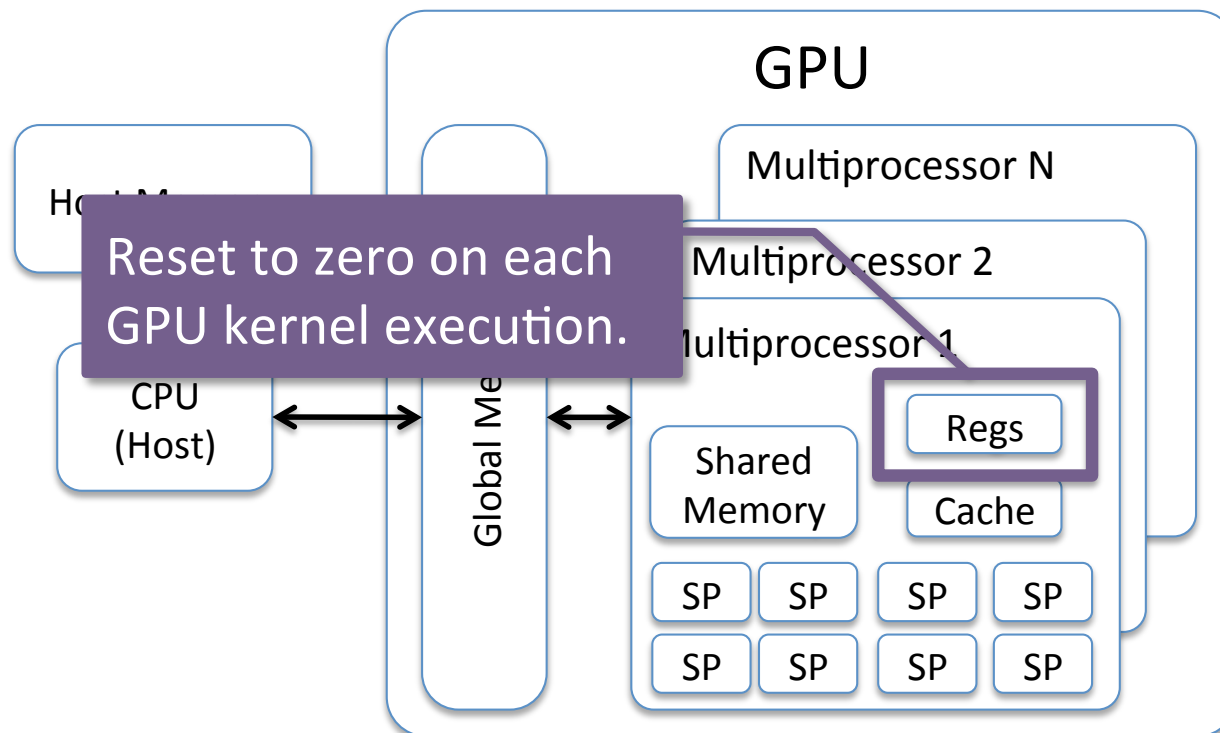 GPU
Multiprocessor N
Reset to zero on each
GPU kernel execution.
Multiprocessor 2
CPU
(Host)
Global
Regs
Shared
Memory
Cache
SP SP SP SP
SP SP SP SP